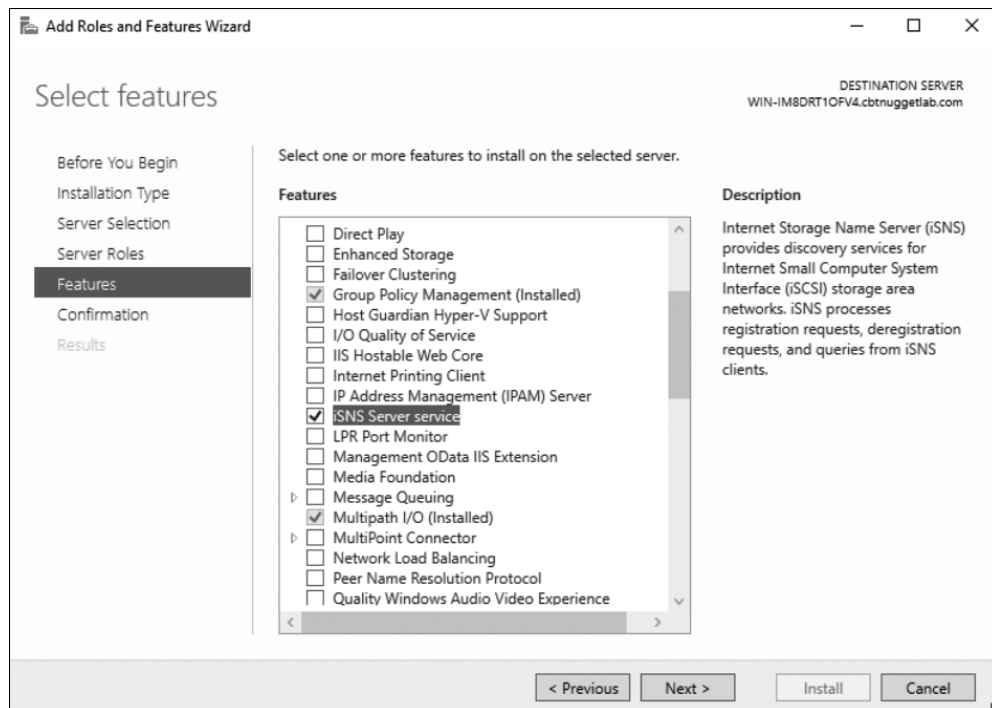 Add Roles and Features Wizard
Select features
DESTINATION SERVER
WIN-IM8DRT1OFV4.cbtnuggetlab.com
Before You Begin
Installation Type
Server Selection
Server Roles
Features
Confirmation
Results
Select one or more features to install on the selected server.
Features
Direct Play
Enhanced Storage
Failover Clustering
Group Policy Management (Installed)
Host Guardian Hyper-V Support
I/O Quality of Service
IIS Hostable Web Core
Internet Printing Client
IP Address Management (IPAM) Server
iSNS Server service
LPR Port Monitor
Management OData IIS Extension
Media Foundation
Message Queuing
Multipath I/O (Installed)
MultiPoint Connector
Network Load Balancing
Peer Name Resolution Protocol
Quality Windows Audio Video Experience
Description
Internet Storage Name Server (iSNS)
provides discovery services for
Internet Small Computer System
Interface (iSCSI) storage area
networks. iSNS processes
registration requests, deregistration
requests, and queries from iSNS
clients.
< Previous
Next >
Install
Cancel